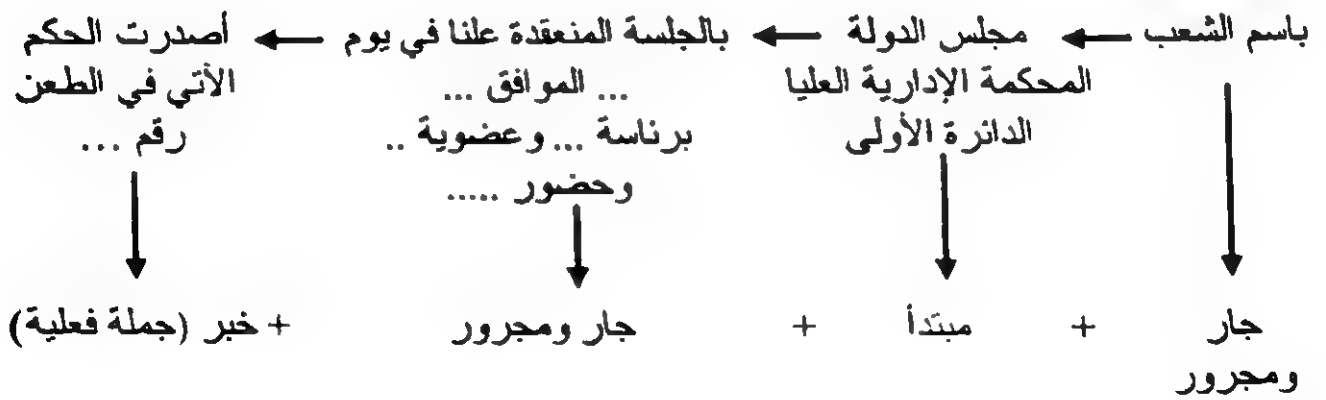 باسم الشعب ← مجلس الدولة ← بالجلسة المنعقدة علنا في يوم ← أصدرت الحكم
المحكمة الإدارية العليا ... الموافق ... الأتي في الطعن
الدائرة الأولى برئاسة ... وعضوية .. رقم ...
وحضور .....
جار + مبتدأ + جار ومجرور + خبر (جملة فعلية)
ومجرور